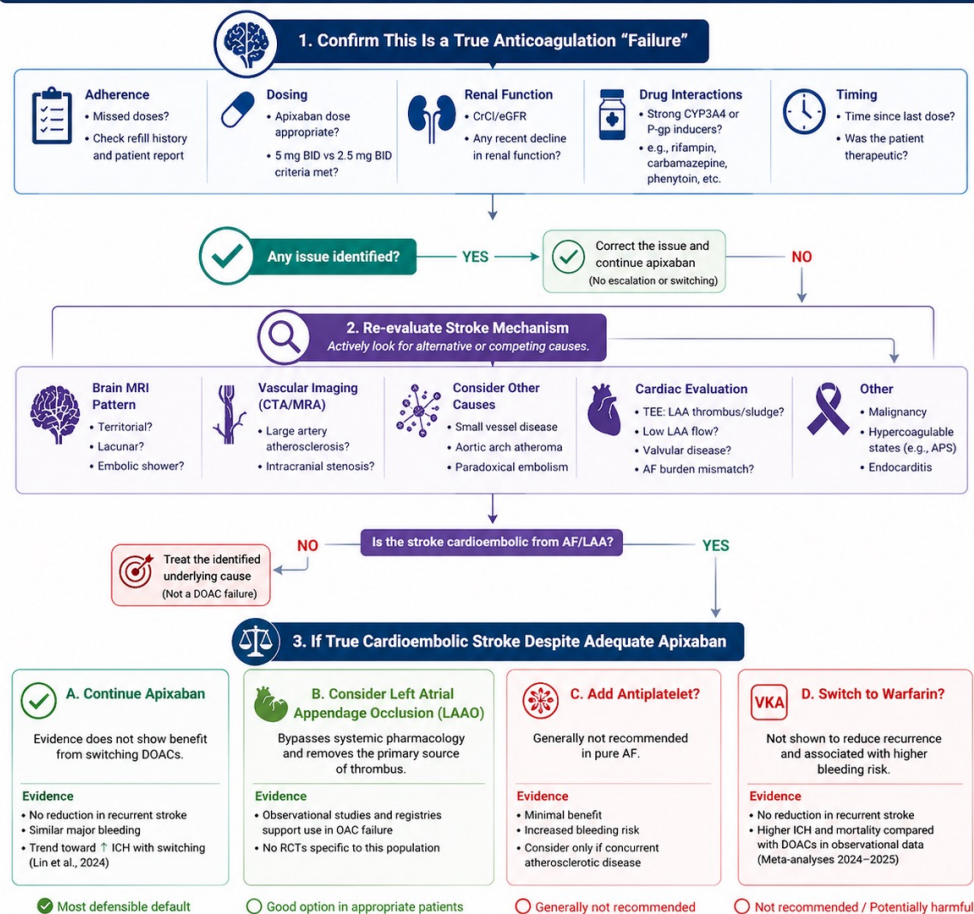 1. Confirm This Is a True Anticoagulation “Failure”
Adherence
• Missed doses?
• Check refill history
and patient report
Dosing
• Apixaban dose
appropriate?
• 5 mg BID vs 2.5 mg BID
criteria met?
Renal Function
• CrCl/eGFR
• Any recent decline
in renal function?
Drug Interactions
• Strong CYP3A4 or
P-gp inducers?
• e.g., rifampin,
carbamazepine,
phenytoin, etc.
Timing
• Time since last dose?
• Was the patient
therapeutic?
Any issue identified?
YES
Correct the issue and
continue apixaban
(No escalation or switching)
NO
2. Re-evaluate Stroke Mechanism
Actively look for alternative or competing causes.
Brain MRI
Pattern
• Territorial?
• Lacunar?
• Embolic shower?
Vascular Imaging
(CTA/MRA)
• Large artery
atherosclerosis?
• Intracranial stenosis?
Consider Other
Causes
• Small vessel disease
• Aortic arch atheroma
• Paradoxical embolism
Cardiac Evaluation
• TEE: LAA thrombus/sludge?
• Low LAA flow?
• Valvular disease?
• AF burden mismatch?
Other
• Malignancy
• Hypercoagulable
states (e.g., APS)
• Endocarditis
Is the stroke cardioembolic from AF/LAA?
NO
YES
Treat the identified
underlying cause
(Not a DOAC failure)
3. If True Cardioembolic Stroke Despite Adequate Apixaban
A. Continue Apixaban
Evidence does not show benefit
from switching DOACs.
Evidence
• No reduction in recurrent stroke
• Similar major bleeding
• Trend toward ↑ ICH with switching
(Lin et al., 2024)
Most defensible default
B. Consider Left Atrial
Appendage Occlusion (LAAO)
Bypasses systemic pharmacology
and removes the primary source
of thrombus.
Evidence
• Observational studies and registries
support use in OAC failure
• No RCTs specific to this population
Good option in appropriate patients
C. Add Antiplatelet?
Generally not recommended
in pure AF.
Evidence
• Minimal benefit
• Increased bleeding risk
• Consider only if concurrent
atherosclerotic disease
Generally not recommended
VKA
D. Switch to Warfarin?
Not shown to reduce recurrence
and associated with higher
bleeding risk.
Evidence
• No reduction in recurrent stroke
• Higher ICH and mortality compared
with DOACs in observational data
(Meta-analyses 2024–2025)
Not recommended / Potentially harmful